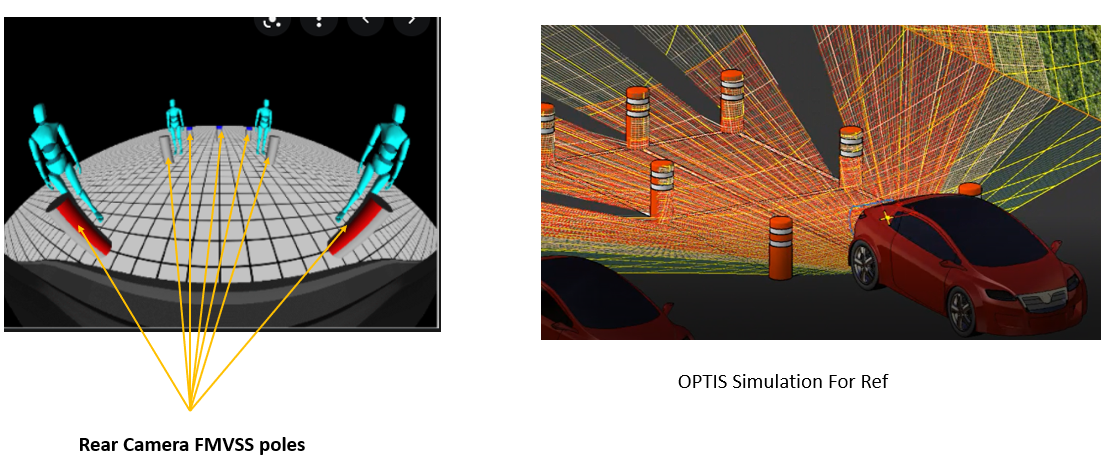 OPTIS Simulation For Ref
Rear Camera FMVSS poles